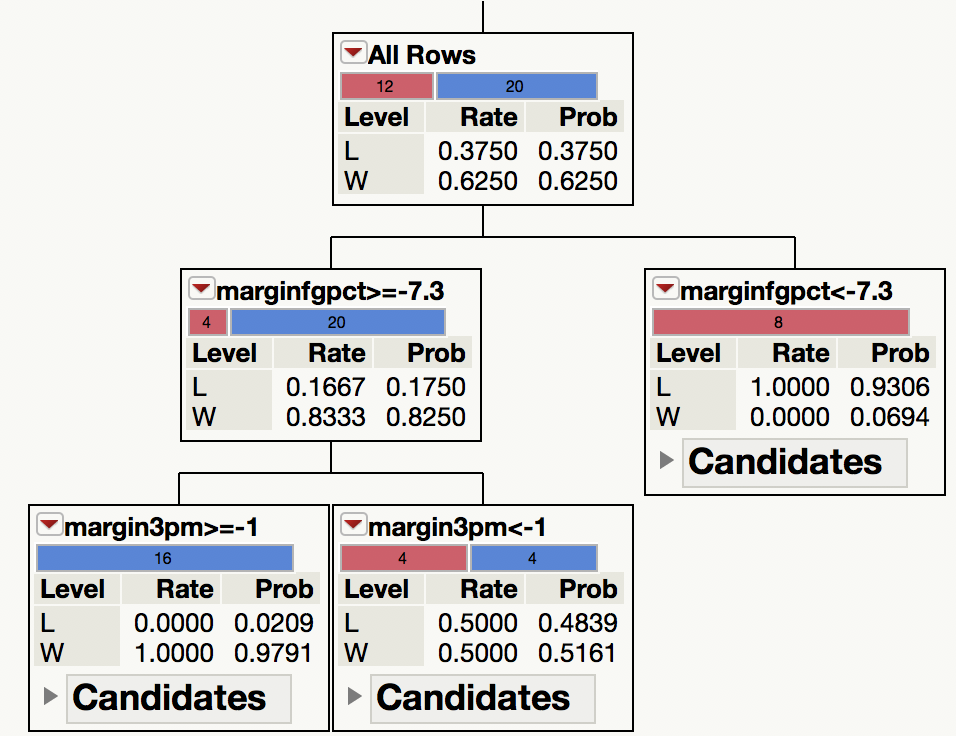 All Rows
12 20
Level Rate Prob
L 0.3750 0.3750
W 0.6250 0.6250
marginfgpct>=-7.3
4 20
Level Rate Prob
L 0.1667 0.1750
W 0.8333 0.8250
marginfgpct<-7.3
8
Level Rate Prob
L 1.0000 0.9306
W 0.0000 0.0694
Candidates
margin3pm>=-1
16
Level Rate Prob
L 0.0000 0.0209
W 1.0000 0.9791
Candidates
margin3pm<-1
4 4
Level Rate Prob
L 0.5000 0.4839
W 0.5000 0.5161
Candidates